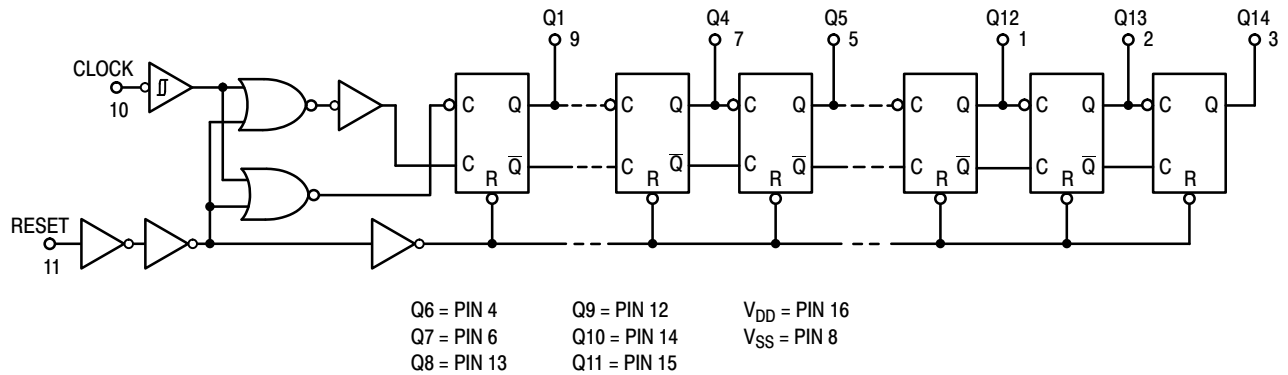 Q1 Q4 Q5 Q12 Q13 Q14
9 7 5 1 2 3
CLOCK
10
C Q C Q C Q C Q C Q C Q
C Q̅ C Q̅ C Q̅ C Q̅ C Q̅ C
R R R R R R
RESET
11
Q6 = PIN 4 Q9 = PIN 12 V_DD = PIN 16
Q7 = PIN 6 Q10 = PIN 14 V_SS = PIN 8
Q8 = PIN 13 Q11 = PIN 15